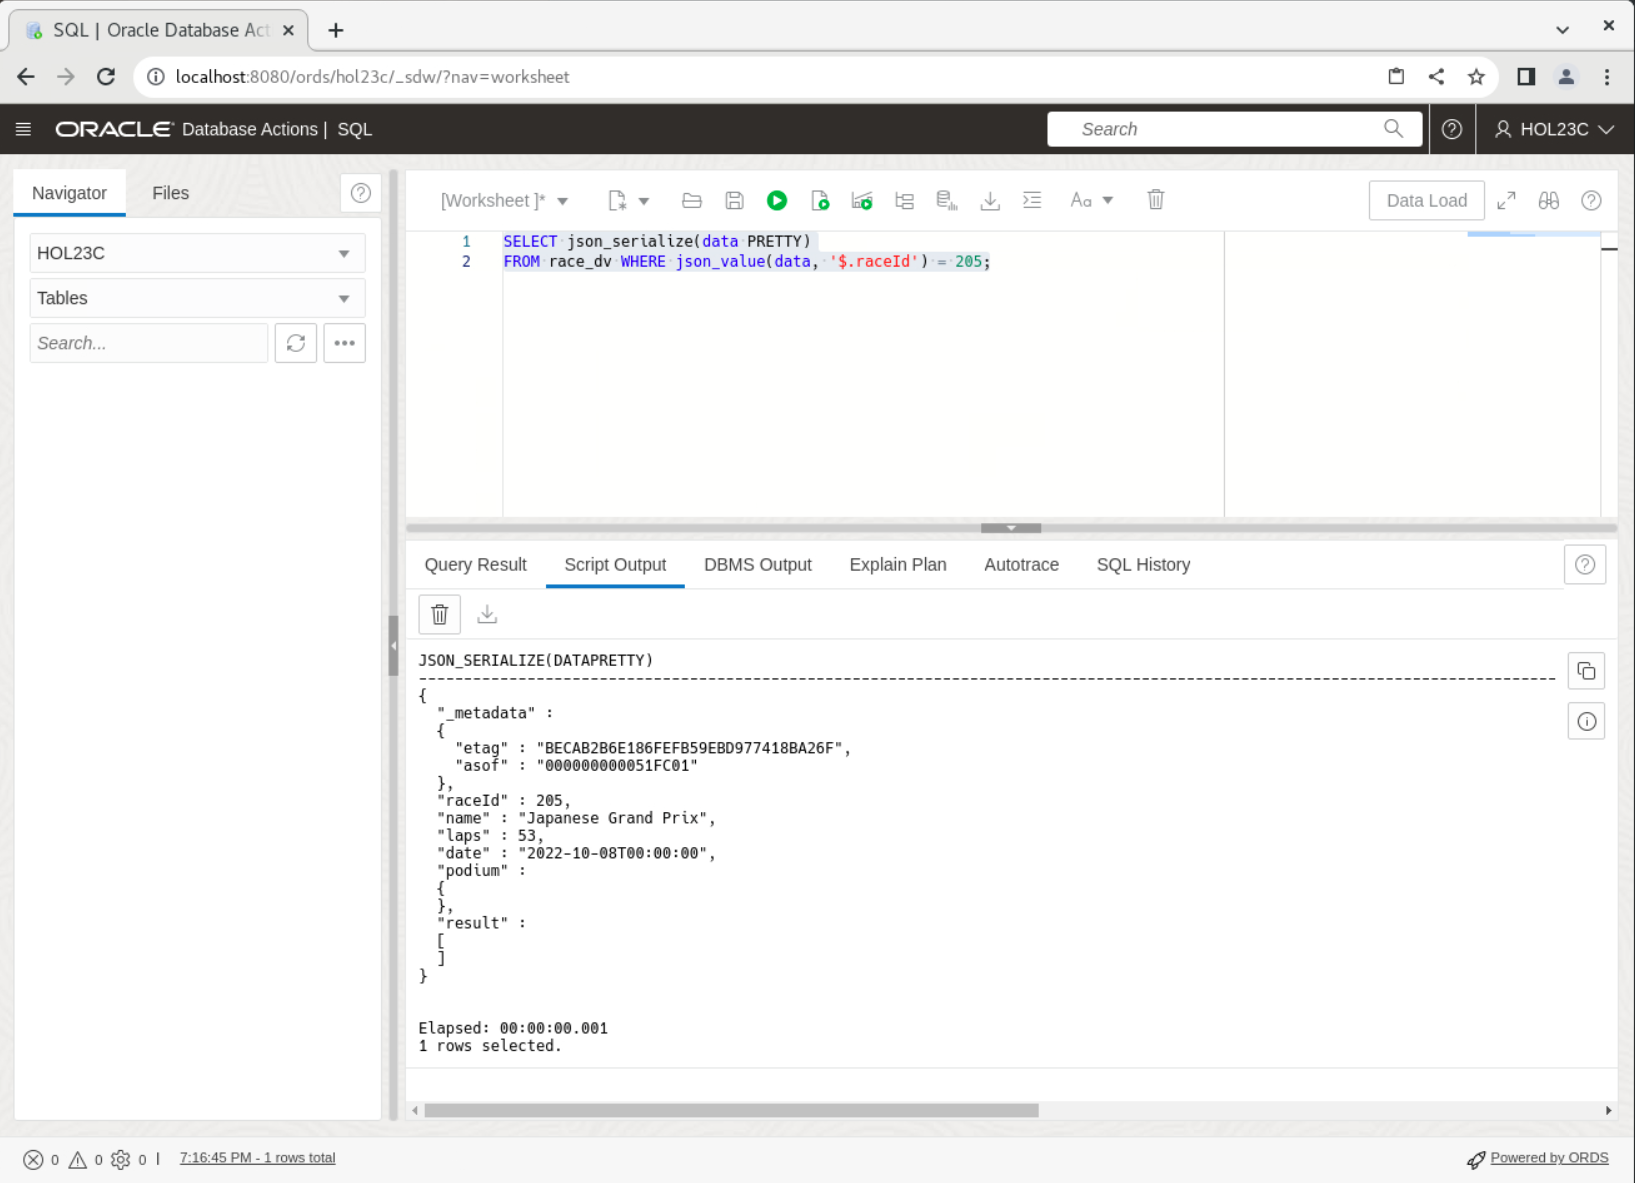 SQL | Oracle Database Act
localhost:8080/ords/hol23c/_sdw/?nav=worksheet
ORACLE Database Actions | SQL
Search
HOL23C
Navigator
Files
[Worksheet ]*
Aa
Data Load
HOL23C
Tables
Search...
1 SELECT json_serialize(data PRETTY)
2 FROM race_dv WHERE json_value(data, '$.raceId') = 205;
Query Result
Script Output
DBMS Output
Explain Plan
Autotrace
SQL History
JSON_SERIALIZE(DATAPRETTY)
--------------------------------------------------------------------------------------------------------------------------------
{
  "_metadata" :
  {
    "etag" : "BECAB2B6E186FEFB59EBD977418BA26F",
    "asof" : "000000000051FC01"
  },
  "raceId" : 205,
  "name" : "Japanese Grand Prix",
  "laps" : 53,
  "date" : "2022-10-08T00:00:00",
  "podium" :
  {
  },
  "result" :
  [
  ]
}
Elapsed: 00:00:00.001
1 rows selected.
0 0 0 | 7:16:45 PM - 1 rows total
Powered by ORDS